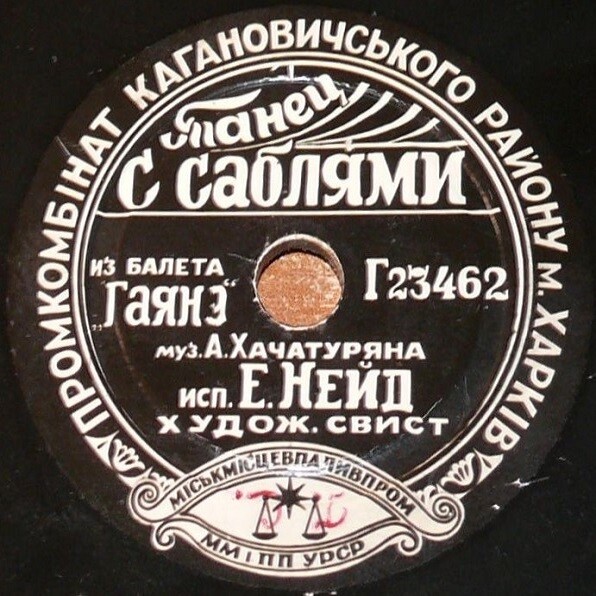 ПРОМКОМБІНАТ КАГАНОВИЧСЬКОГО РАЙОНУ м. ХАРКІВ
Танец
с саблями
из балета
„Гаянэ“
Г23462
муз. А. Хачатуряна
исп. Е. Нейд
худож. свист
МІСЬКМІСЦЕВПАЛИВПРОМ
ММ і ПП УРСР